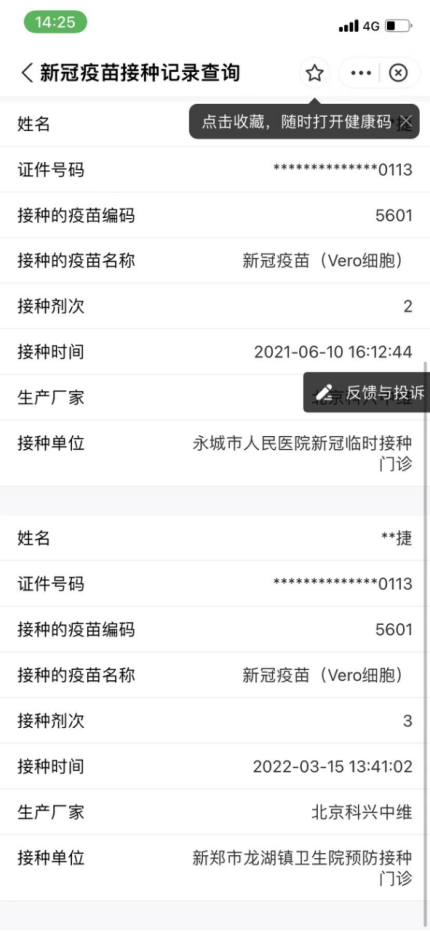 14:25
4G
新冠疫苗接种记录查询
点击收藏，随时打开健康码
姓名
捷
证件号码 **************0113
接种的疫苗编码 5601
接种的疫苗名称 新冠疫苗（Vero细胞）
接种剂次 2
接种时间 2021-06-10 16:12:44
反馈与投诉
生产厂家 北京科兴中维
接种单位 永城市人民医院新冠临时接种
门诊
姓名 **捷
证件号码 **************0113
接种的疫苗编码 5601
接种的疫苗名称 新冠疫苗（Vero细胞）
接种剂次 3
接种时间 2022-03-15 13:41:02
生产厂家 北京科兴中维
接种单位 新郑市龙湖镇卫生院预防接种
门诊